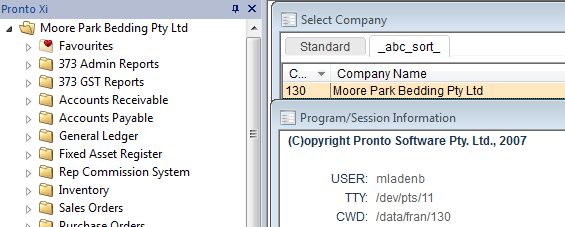 Pronto Xi
Moore Park Bedding Pty Ltd
Favourites
373 Admin Reports
373 GST Reports
Accounts Receivable
Accounts Payable
General Ledger
Fixed Asset Register
Rep Commission System
Inventory
Sales Orders
Purchase Orders
Select Company
Standard _abc_sort_
C... Company Name
130 Moore Park Bedding Pty Ltd
Program/Session Information
(C)opyright Pronto Software Pty. Ltd., 2007
USER: mladenb
TTY: /dev/pts/11
CWD: /data/fran/130